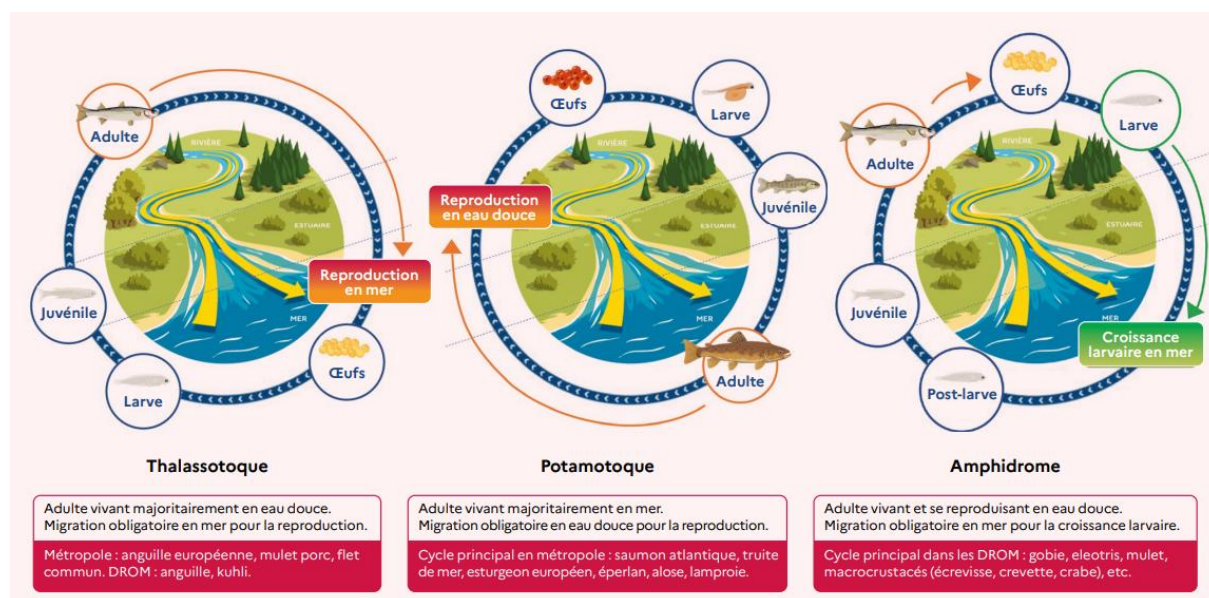 Adulte
RIVIÈRE
ESTUAIRE
MER
Reproduction
en mer
Juvénile
Larve
Œufs
Thalassotoque
Adulte vivant majoritairement en eau douce.
Migration obligatoire en mer pour la reproduction.
Métropole : anguille européenne, mulet porc, flet
commun. DROM : anguille, kuhli.
Œufs
Larve
Juvénile
RIVIÈRE
ESTUAIRE
MER
Reproduction
en eau douce
Adulte
Potamotoque
Adulte vivant majoritairement en mer.
Migration obligatoire en eau douce pour la reproduction.
Cycle principal en métropole : saumon atlantique, truite
de mer, esturgeon européen, éperlan, alose, lamproie.
Œufs
Larve
Adulte
RIVIÈRE
ESTUAIRE
MER
Juvénile
Croissance
larvaire en mer
Post-larve
Amphidrome
Adulte vivant et se reproduisant en eau douce.
Migration obligatoire en mer pour la croissance larvaire.
Cycle principal dans les DROM : gobie, eleotris, mulet,
macrocrustacés (écrevisse, crevette, crabe), etc.